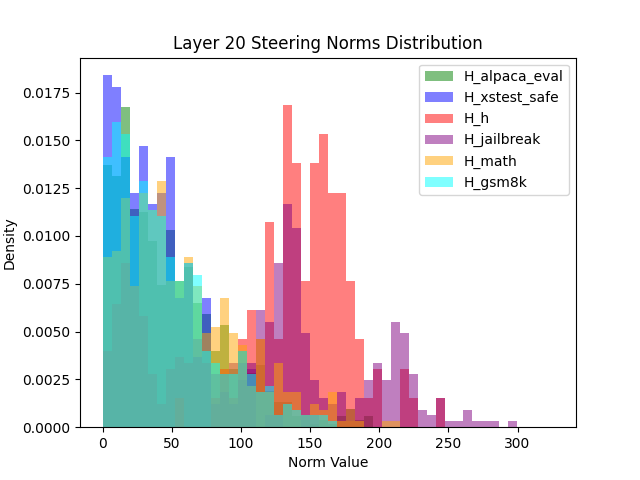 Layer 20 Steering Norms Distribution
H_alpaca_eval
H_xstest_safe
H_h
H_jailbreak
H_math
H_gsm8k
Density
0.0175
0.0150
0.0125
0.0100
0.0075
0.0050
0.0025
0.0000
0
50
100
150
200
250
300
Norm Value